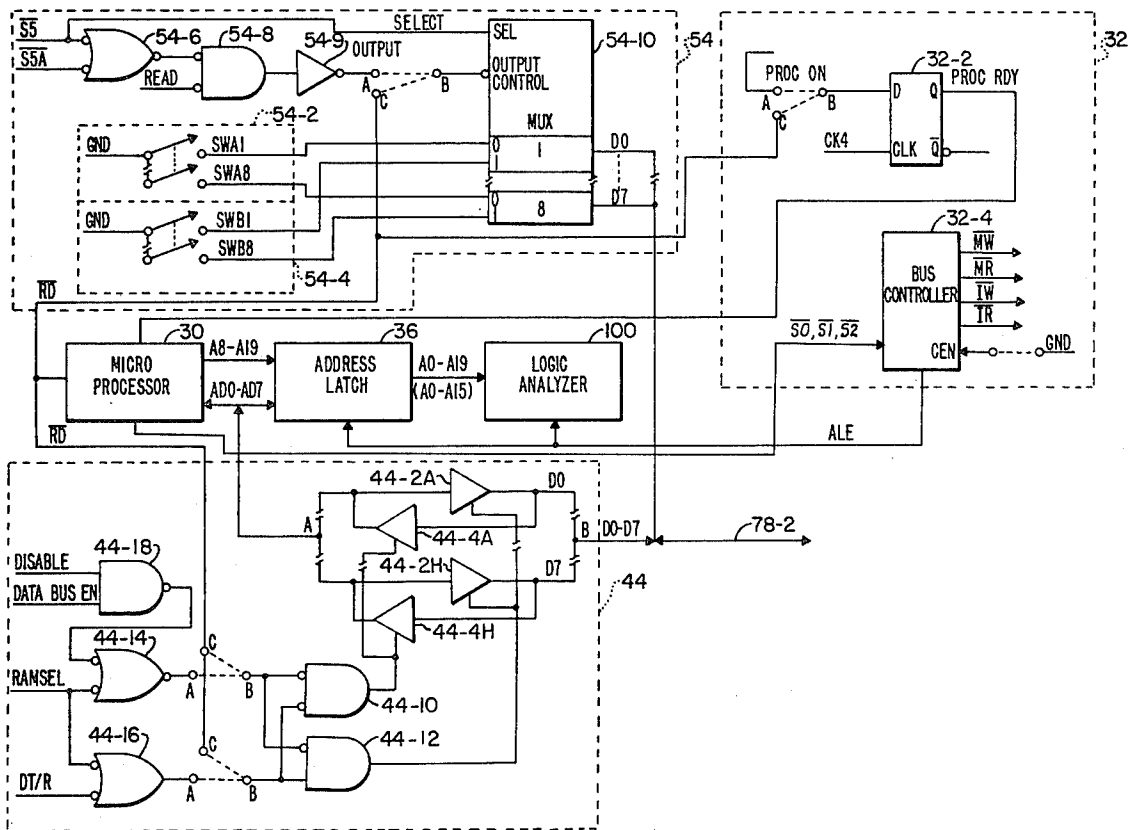 S5
54-6
54-8
54-9
SELECT
SEL
54-10
54
32
S5A
READ
OUTPUT
OUTPUT
CONTROL
A
B
C
PROC ON
A
B
C
32-2
PROC RDY
D
Q
CK4
CLK
Q
54-2
MUX
GND
SWA1
0
1
1
D0
SWA8
0
1
8
D7
GND
SWB1
SWB8
54-4
32-4
BUS
CONTROLLER
MW
MR
IW
IR
CEN
GND
RD
30
MICRO
PROCESSOR
A8-A19
AD0-AD7
36
ADDRESS
LATCH
A0-A19
(A0-A15)
100
LOGIC
ANALYZER
S0, S1, S2
RD
ALE
44-2A
D0
A
44-4A
B
D0-D7
78-2
44-2H
D7
44-4H
44
44-18
DISABLE
DATA BUS EN
44-14
RAMSEL
A
B
C
44-10
44-16
44-12
DT/R
A
B
C